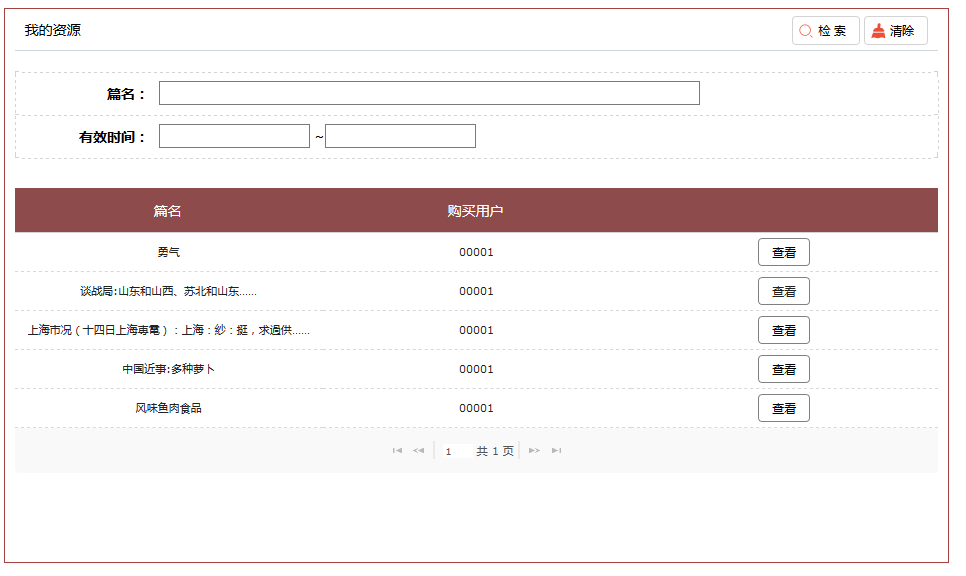 我的资源
检 索
清除
篇名：
有效时间：
~
篇名 购买用户
勇气 00001 查看
谈战局:山东和山西、苏北和山东...... 00001 查看
上海市况（十四日上海専電）：上海：紗：挺，求過供...... 00001 查看
中国近事:多种萝卜 00001 查看
风味鱼肉食品 00001 查看
1 共 1 页